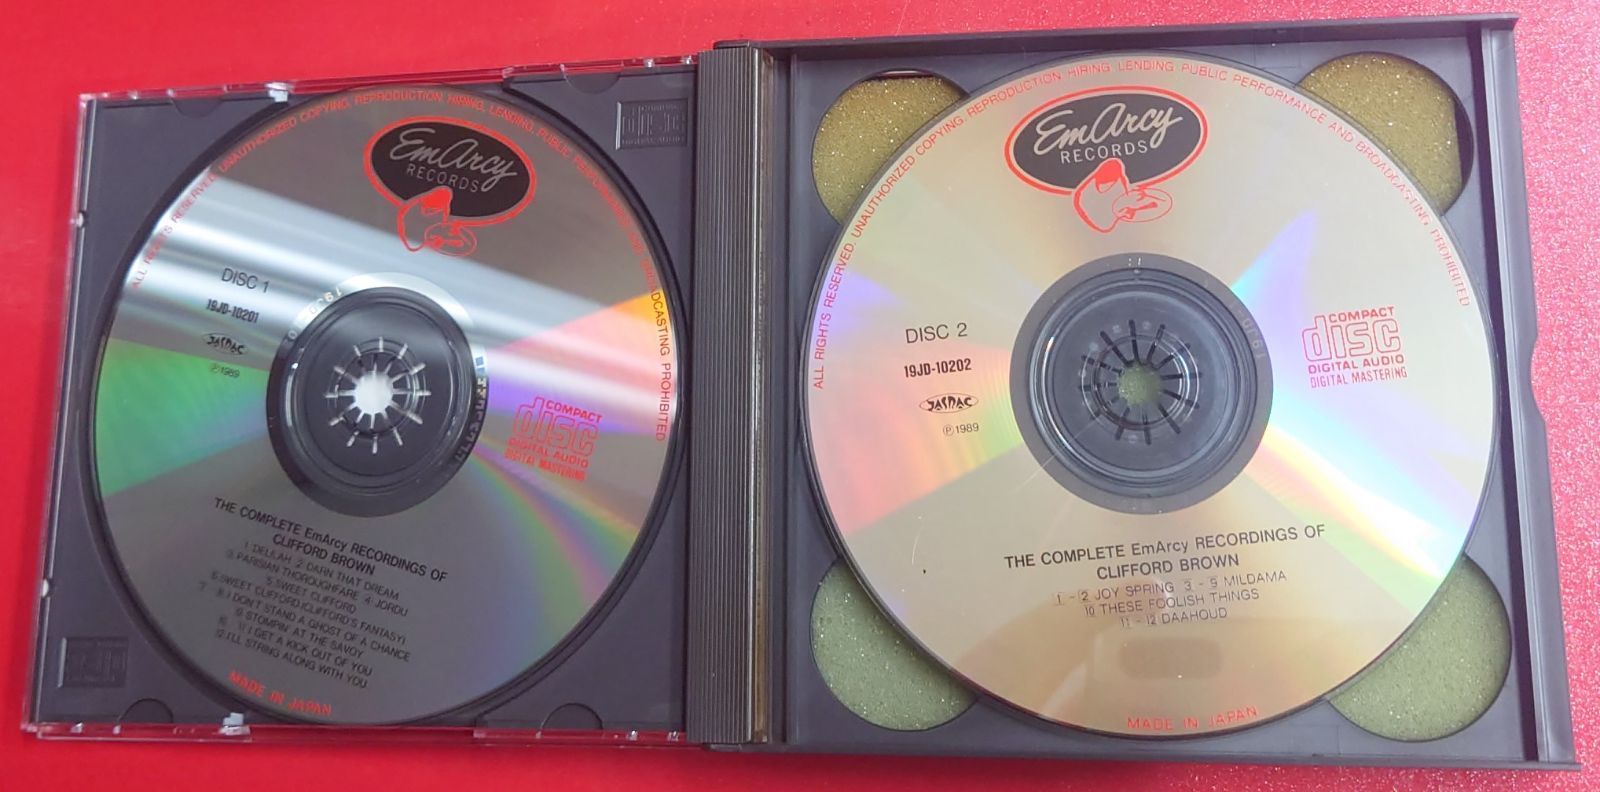 ALL RIGHTS RESERVED. UNAUTHORIZED COPYING, REPRODUCTION, HIRING, LENDING, PUBLIC PERFORMANCE AND BROADCASTING PROHIBITED
EmArcy
RECORDS
DISC 1
19JD-10201
JASRAC
Ⓟ1989
COMPACT
disc
DIGITAL AUDIO
DIGITAL MASTERING
THE COMPLETE EmArcy RECORDINGS OF
CLIFFORD BROWN
1 DELILAH 2 DARN THAT DREAM
3 PARISIAN THOROUGHFARE 4 JORDU
5 SWEET CLIFFORD
6 SWEET CLIFFORD (CLIFFORD'S FANTASY)
7 8 I DON'T STAND A GHOST OF A CHANCE
9 STOMPIN' AT THE SAVOY
10 11 I GET A KICK OUT OF YOU
12 I'LL STRING ALONG WITH YOU
MADE IN JAPAN
ALL RIGHTS RESERVED. UNAUTHORIZED COPYING, REPRODUCTION, HIRING, LENDING, PUBLIC PERFORMANCE AND BROADCASTING PROHIBITED
EmArcy
RECORDS
DISC 2
19JD-10202
JASRAC
Ⓟ1989
COMPACT
disc
DIGITAL AUDIO
DIGITAL MASTERING
THE COMPLETE EmArcy RECORDINGS OF
CLIFFORD BROWN
1 - 2 JOY SPRING 3 - 9 MILDAMA
10 THESE FOOLISH THINGS
11 - 12 DAAHOUD
MADE IN JAPAN